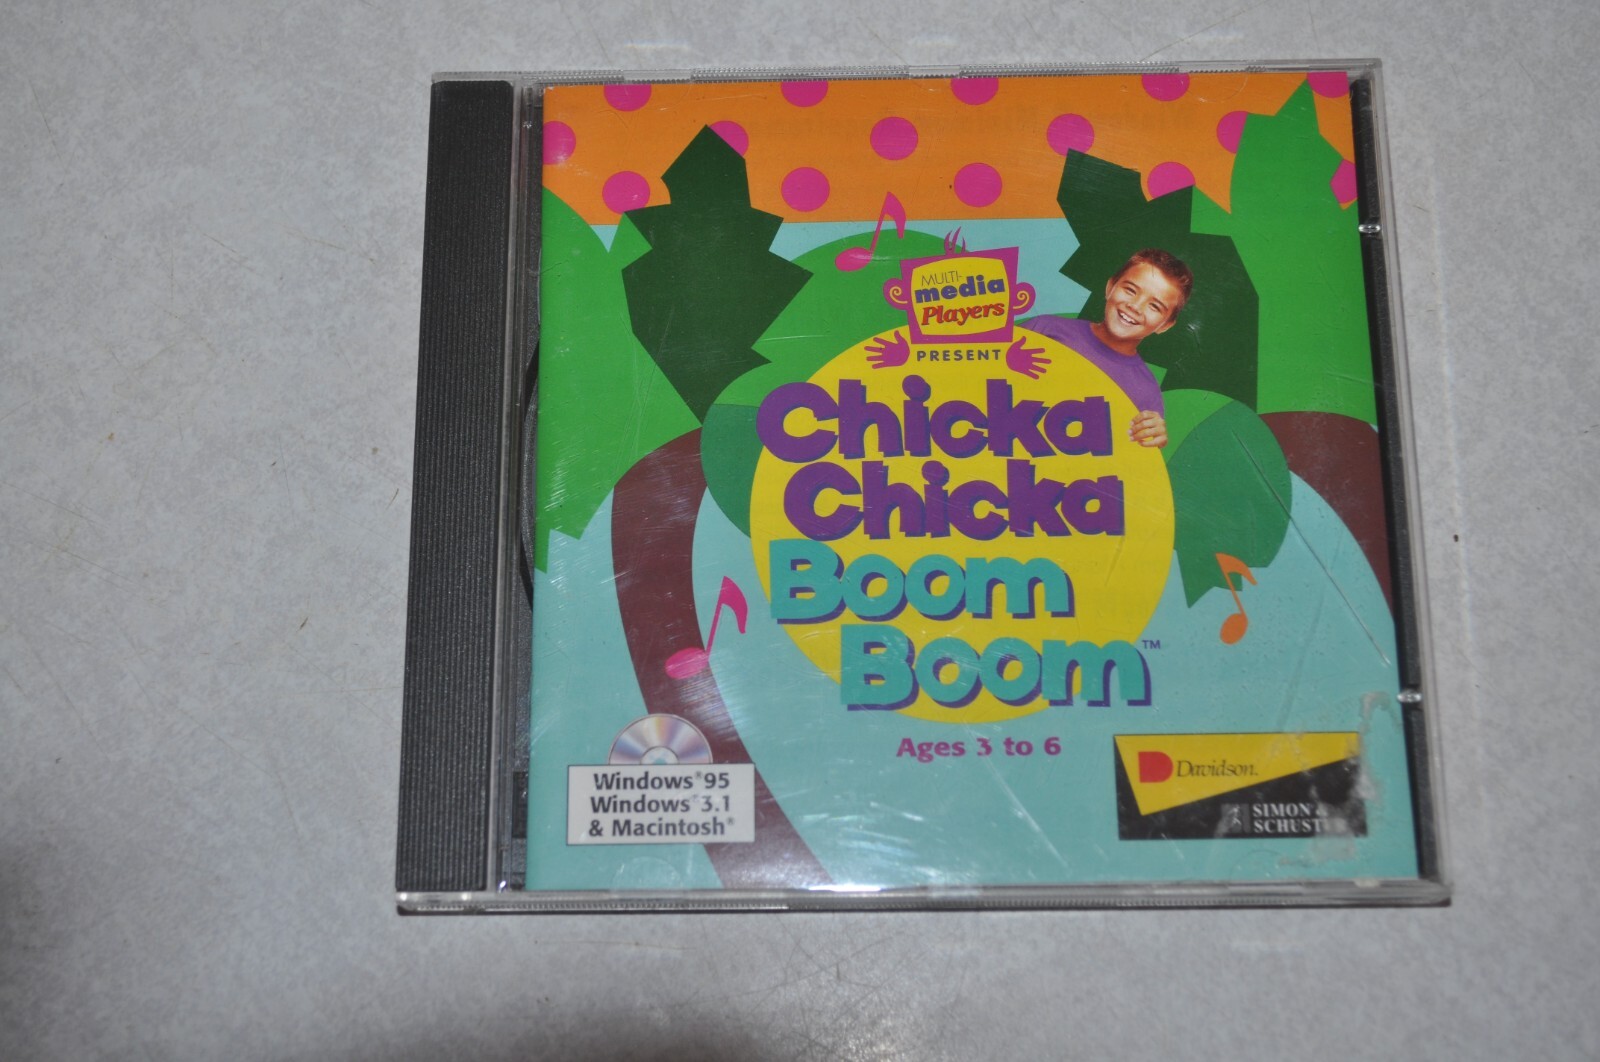 MULTI-
media
Players
PRESENT
Chicka
Chicka
Boom
Boom™
Ages 3 to 6
Windows®95
Windows®3.1
& Macintosh®
Davidson.
SIMON &